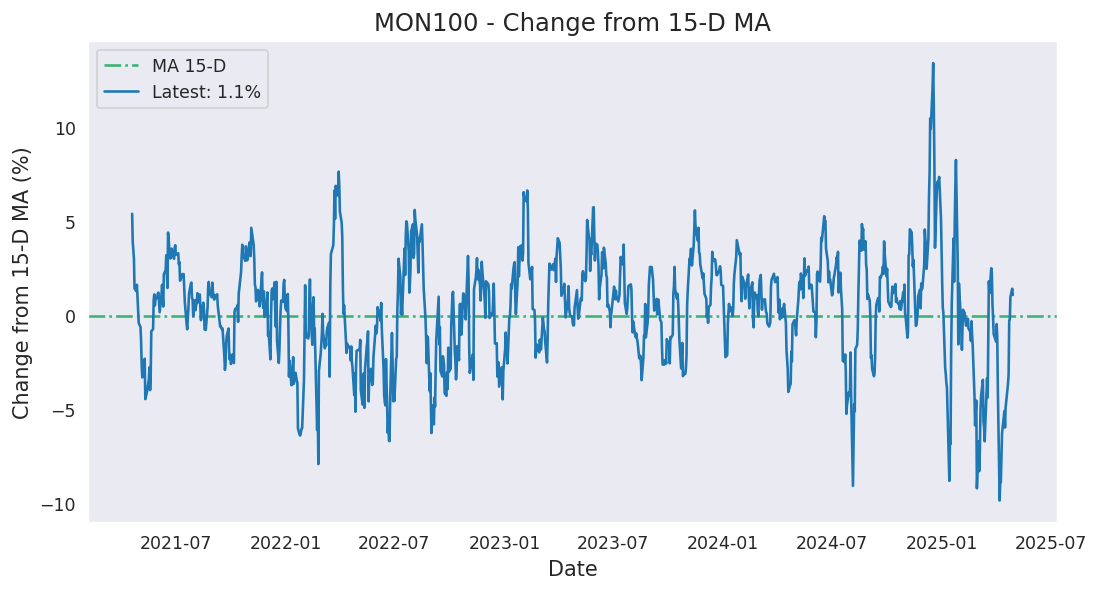 MON100 - Change from 15-D MA
MA 15-D
Latest: 1.1%
Change from 15-D MA (%)
10
5
0
−5
−10
2021-07 2022-01 2022-07 2023-01 2023-07 2024-01 2024-07 2025-01 2025-07
Date